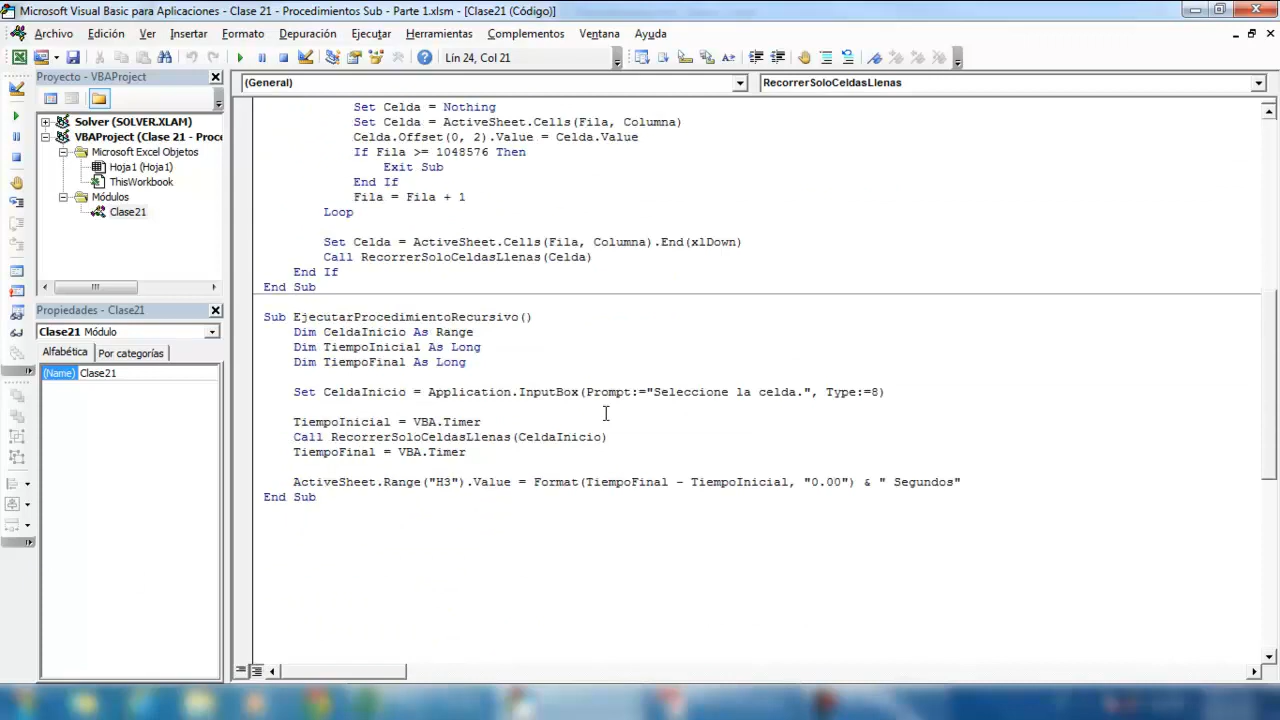 Microsoft Visual Basic para Aplicaciones - Clase 21 - Procedimientos Sub - Parte 1.xlsm - [Clase21 (Código)]
Archivo Edición Ver Insertar Formato Depuración Ejecutar Herramientas Complementos Ventana Ayuda
Lín 24, Col 21
Proyecto - VBAProject
Solver (SOLVER.XLAM)
VBAProject (Clase 21 - Proce
Microsoft Excel Objetos
Hoja1 (Hoja1)
ThisWorkbook
Módulos
Clase21
Propiedades - Clase21
Clase21 Módulo
Alfabética Por categorías
(Name) Clase21
(General) RecorrerSoloCeldasLlenas
Set Celda = Nothing
Set Celda = ActiveSheet.Cells(Fila, Columna)
Celda.Offset(0, 2).Value = Celda.Value
If Fila >= 1048576 Then
Exit Sub
End If
Fila = Fila + 1
Loop
Set Celda = ActiveSheet.Cells(Fila, Columna).End(xlDown)
Call RecorrerSoloCeldasLlenas(Celda)
End If
End Sub
Sub EjecutarProcedimientoRecursivo()
Dim CeldaInicio As Range
Dim TiempoInicial As Long
Dim TiempoFinal As Long
Set CeldaInicio = Application.InputBox(Prompt:="Seleccione la celda.", Type:=8)
TiempoInicial = VBA.Timer
Call RecorrerSoloCeldasLlenas(CeldaInicio)
TiempoFinal = VBA.Timer
ActiveSheet.Range("H3").Value = Format(TiempoFinal - TiempoInicial, "0.00") & " Segundos"
End Sub